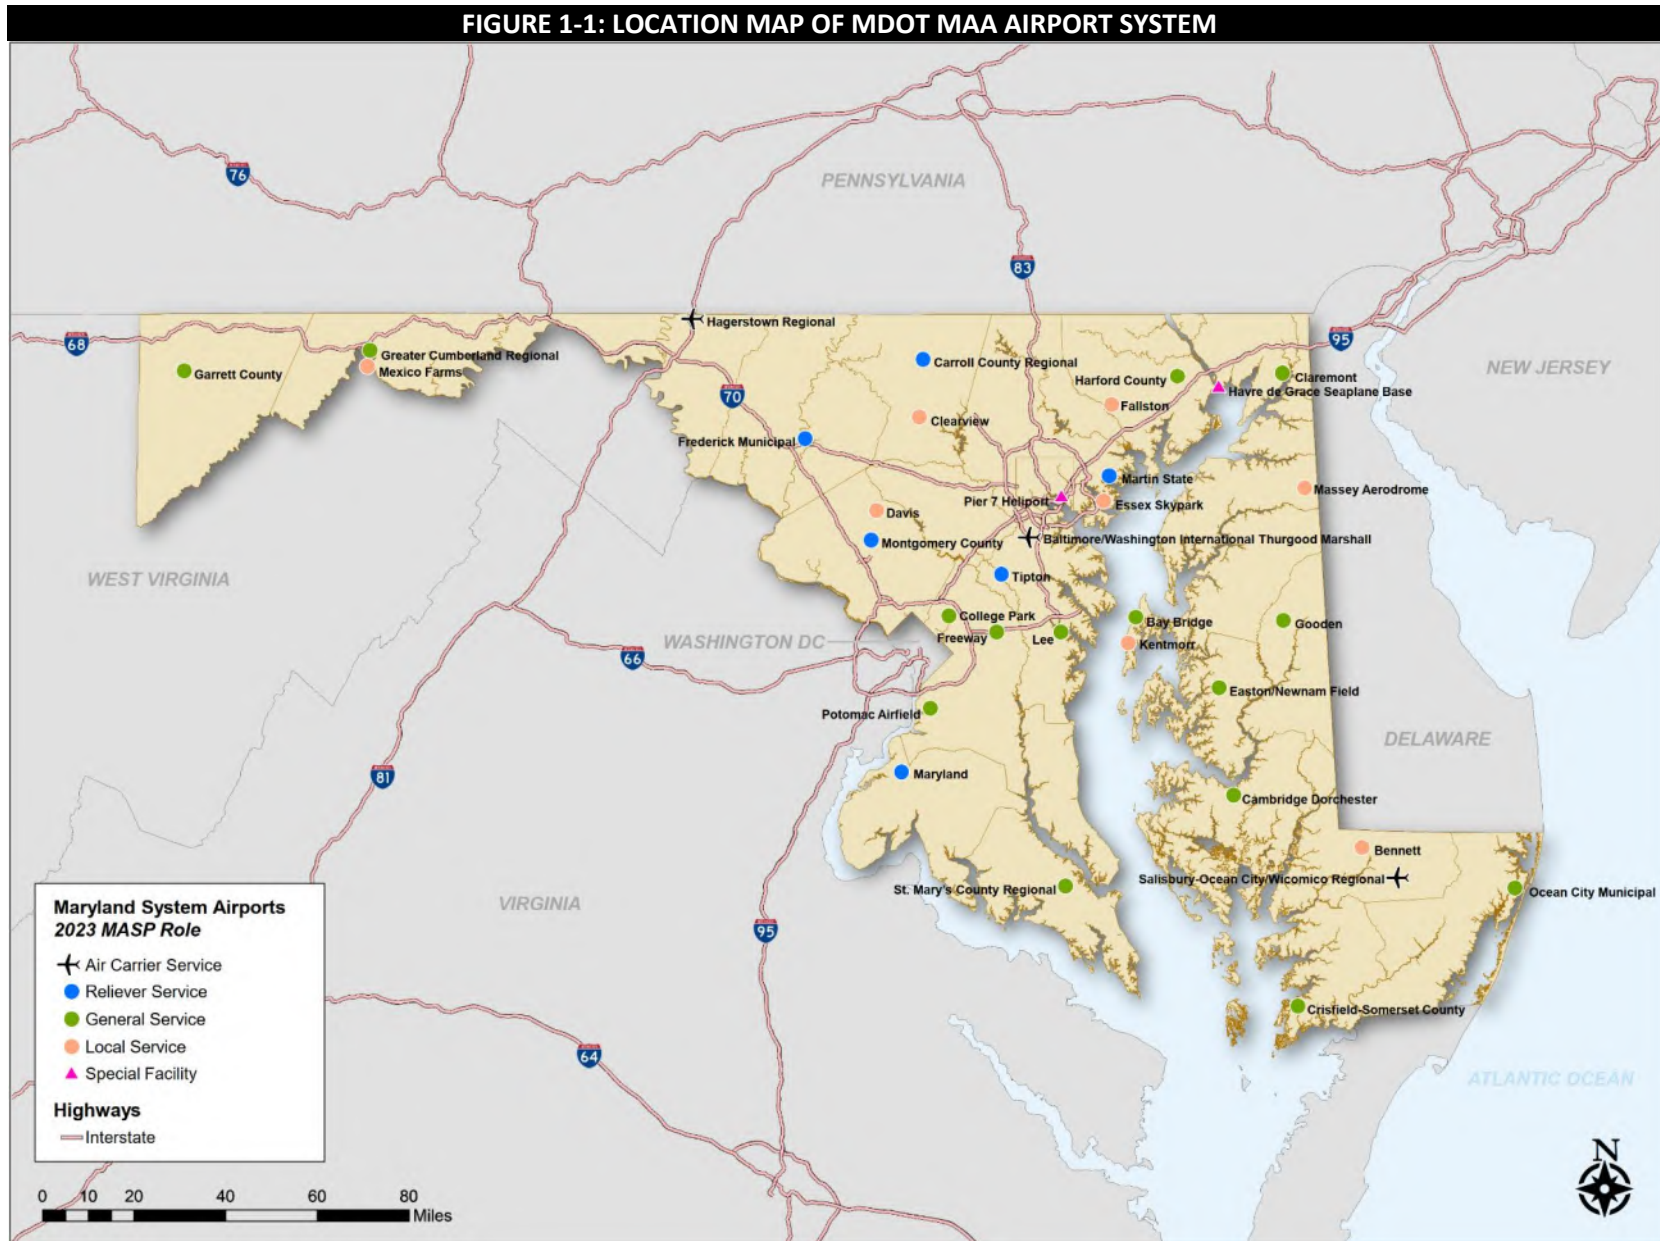 FIGURE 1-1: LOCATION MAP OF MDOT MAA AIRPORT SYSTEM
76
PENNSYLVANIA
83
68
Hagerstown Regional
95
Greater Cumberland Regional
Garrett County
Mexico Farms
Carroll County Regional
NEW JERSEY
Harford County
Claremont
Havre de Grace Seaplane Base
70
Fallston
Clearview
Frederick Municipal
Martin State
Massey Aerodrome
Pier 7 Heliport
Essex Skypark
Davis
Montgomery County
Baltimore/Washington International Thurgood Marshall
WEST VIRGINIA
Tipton
College Park
Bay Bridge
Gooden
Freeway
Lee
WASHINGTON DC
Kentmorr
66
Easton/Newnam Field
Potomac Airfield
DELAWARE
81
Maryland
Cambridge Dorchester
Bennett
Salisbury-Ocean City/Wicomico Regional
St. Mary's County Regional
Ocean City Municipal
VIRGINIA
95
Crisfield-Somerset County
64
ATLANTIC OCEAN
Maryland System Airports
2023 MASP Role
Air Carrier Service
Reliever Service
General Service
Local Service
Special Facility
Highways
Interstate
N
0 10 20 40 60 80
Miles